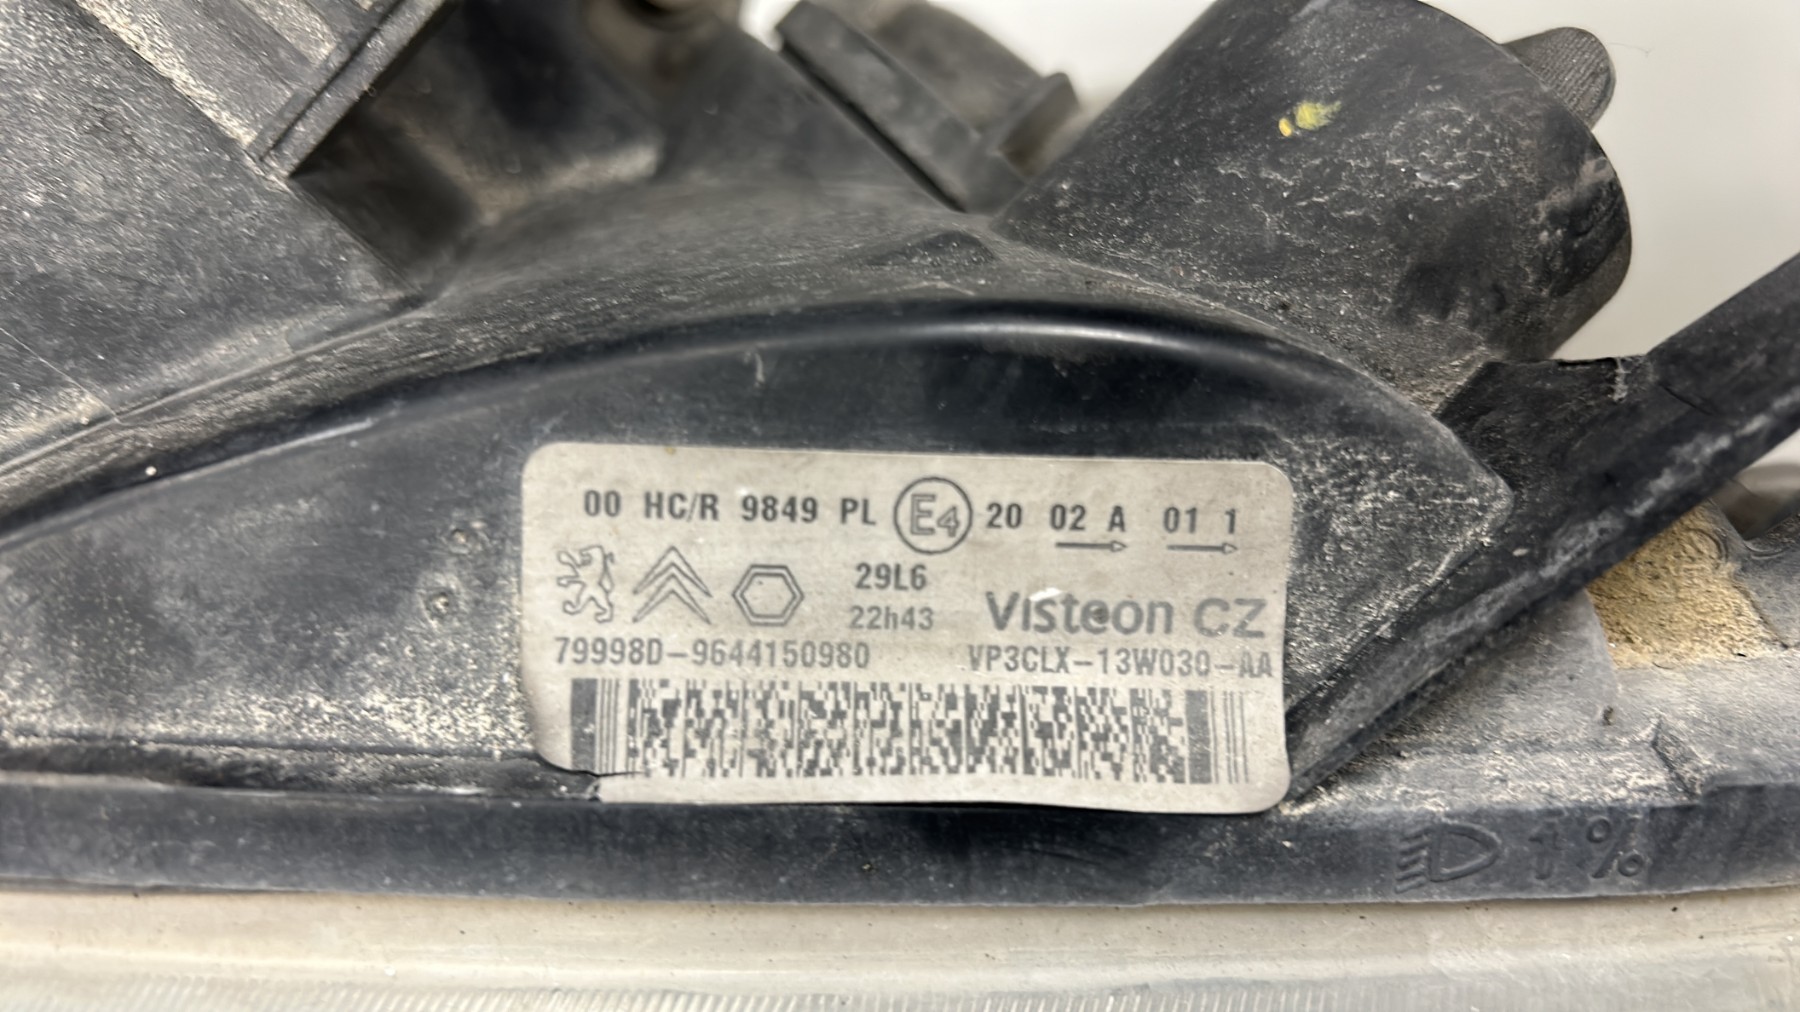 00 HC/R 9849 PL E4 20 02 A 01 1
29L6
22h43
Visteon CZ
79998D-9644150980 VP3CLX-13W030-AA
1%